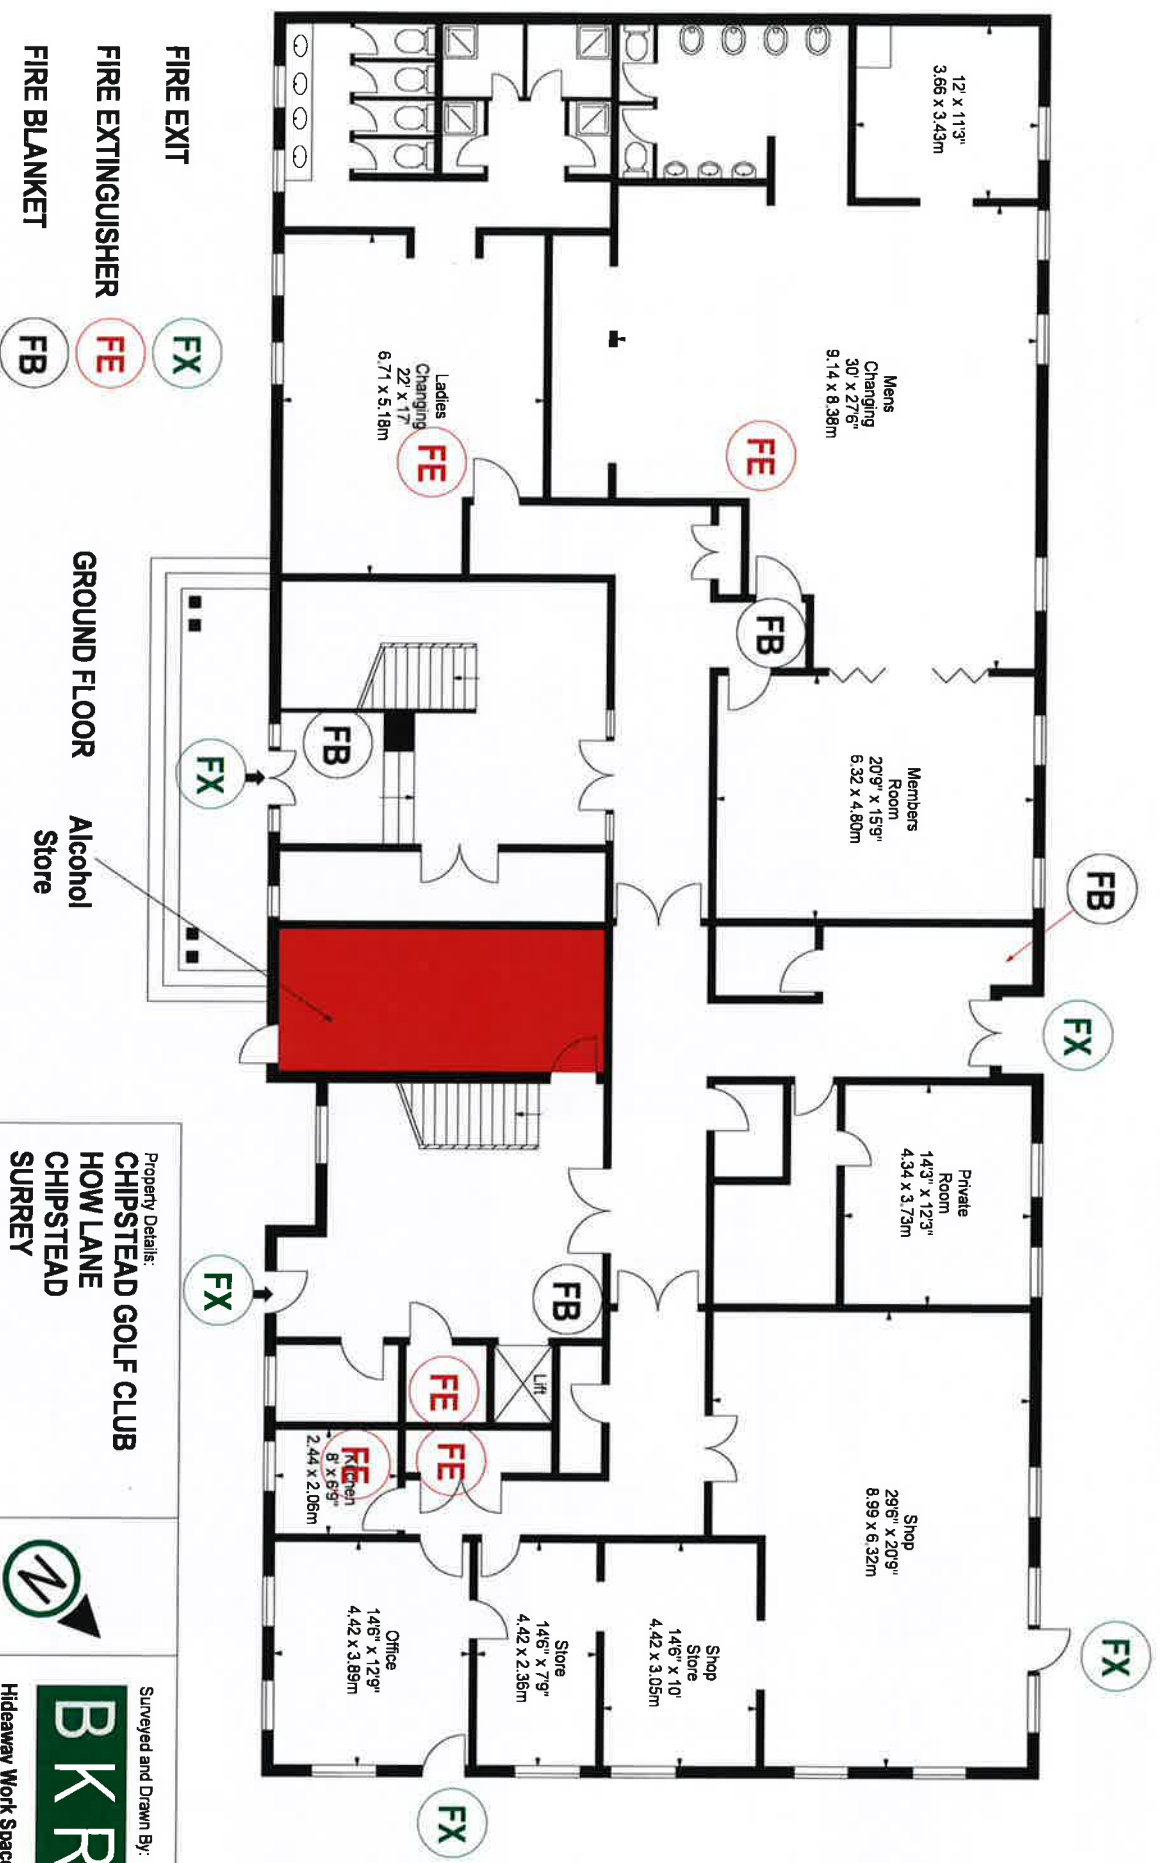 12' x 11'3"
3.66 x 3.43m
Mens
Changing
30' x 27'6"
9.14 x 8.38m
FE
FB
Members
Room
20'9" x 15'9"
6.32 x 4.80m
FB
FX
Private
Room
14'3" x 12'3"
4.34 x 3.73m
Shop
29'6" x 20'9"
8.99 x 6.32m
FX
Ladies
Changing
22' x 17'
6.71 x 5.18m
FE
FB
FX
FB
FX
Lift
FE
FE
FE
Kitchen
8' x 6'9"
2.44 x 2.06m
Shop
Store
14'6" x 10'
4.42 x 3.05m
Store
14'6" x 7'9"
4.42 x 2.36m
Office
14'6" x 12'9"
4.42 x 3.89m
FX
FIRE EXIT FX
FIRE EXTINGUISHER FE
FIRE BLANKET FB
GROUND FLOOR
Alcohol
Store
Property Details:
CHIPSTEAD GOLF CLUB
HOW LANE
CHIPSTEAD
SURREY
N
Surveyed and Drawn By:
BKR
Hideaway Work Space